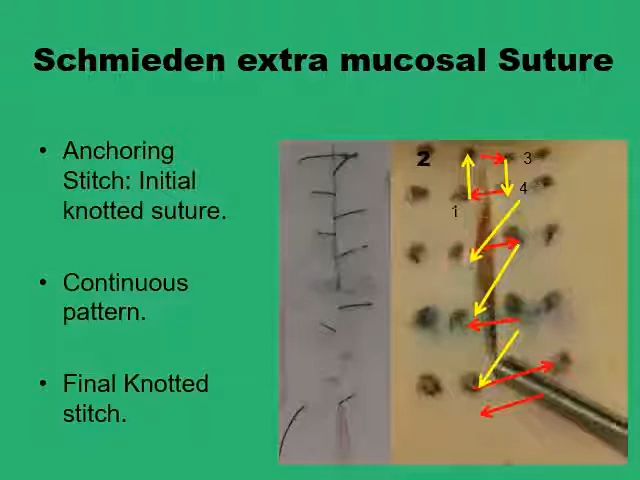 Schmieden extra mucosal Suture
• Anchoring
Stitch: Initial
knotted suture.
• Continuous
pattern.
• Final Knotted
stitch.
2
3
4
1